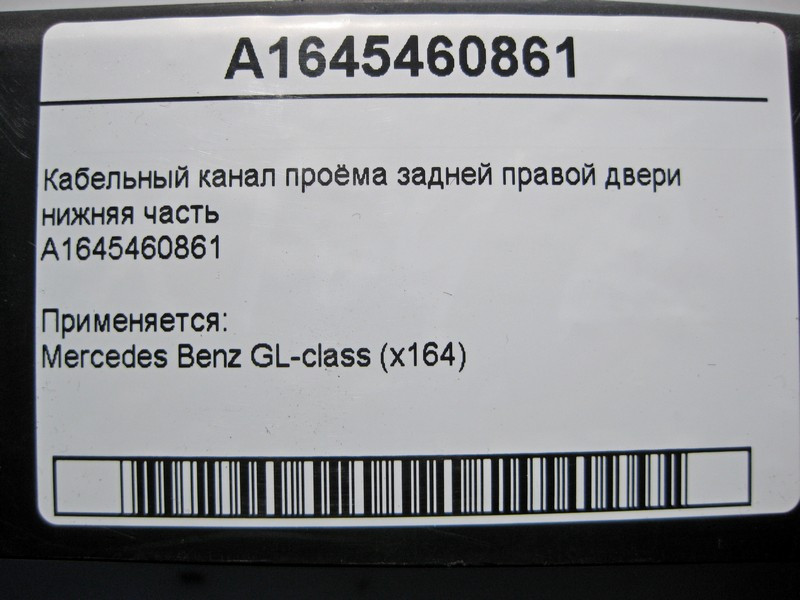 A1645460861
Кабельный канал проёма задней правой двери
нижняя часть
A1645460861
Применяется:
Mercedes Benz GL-class (x164)